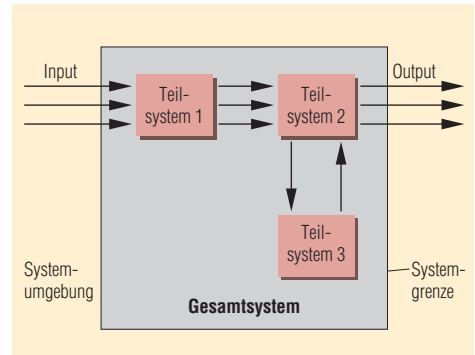 Input
Output
Teil-
system 1
Teil-
system 2
Teil-
system 3
System-
umgebung
System-
grenze
Gesamtsystem